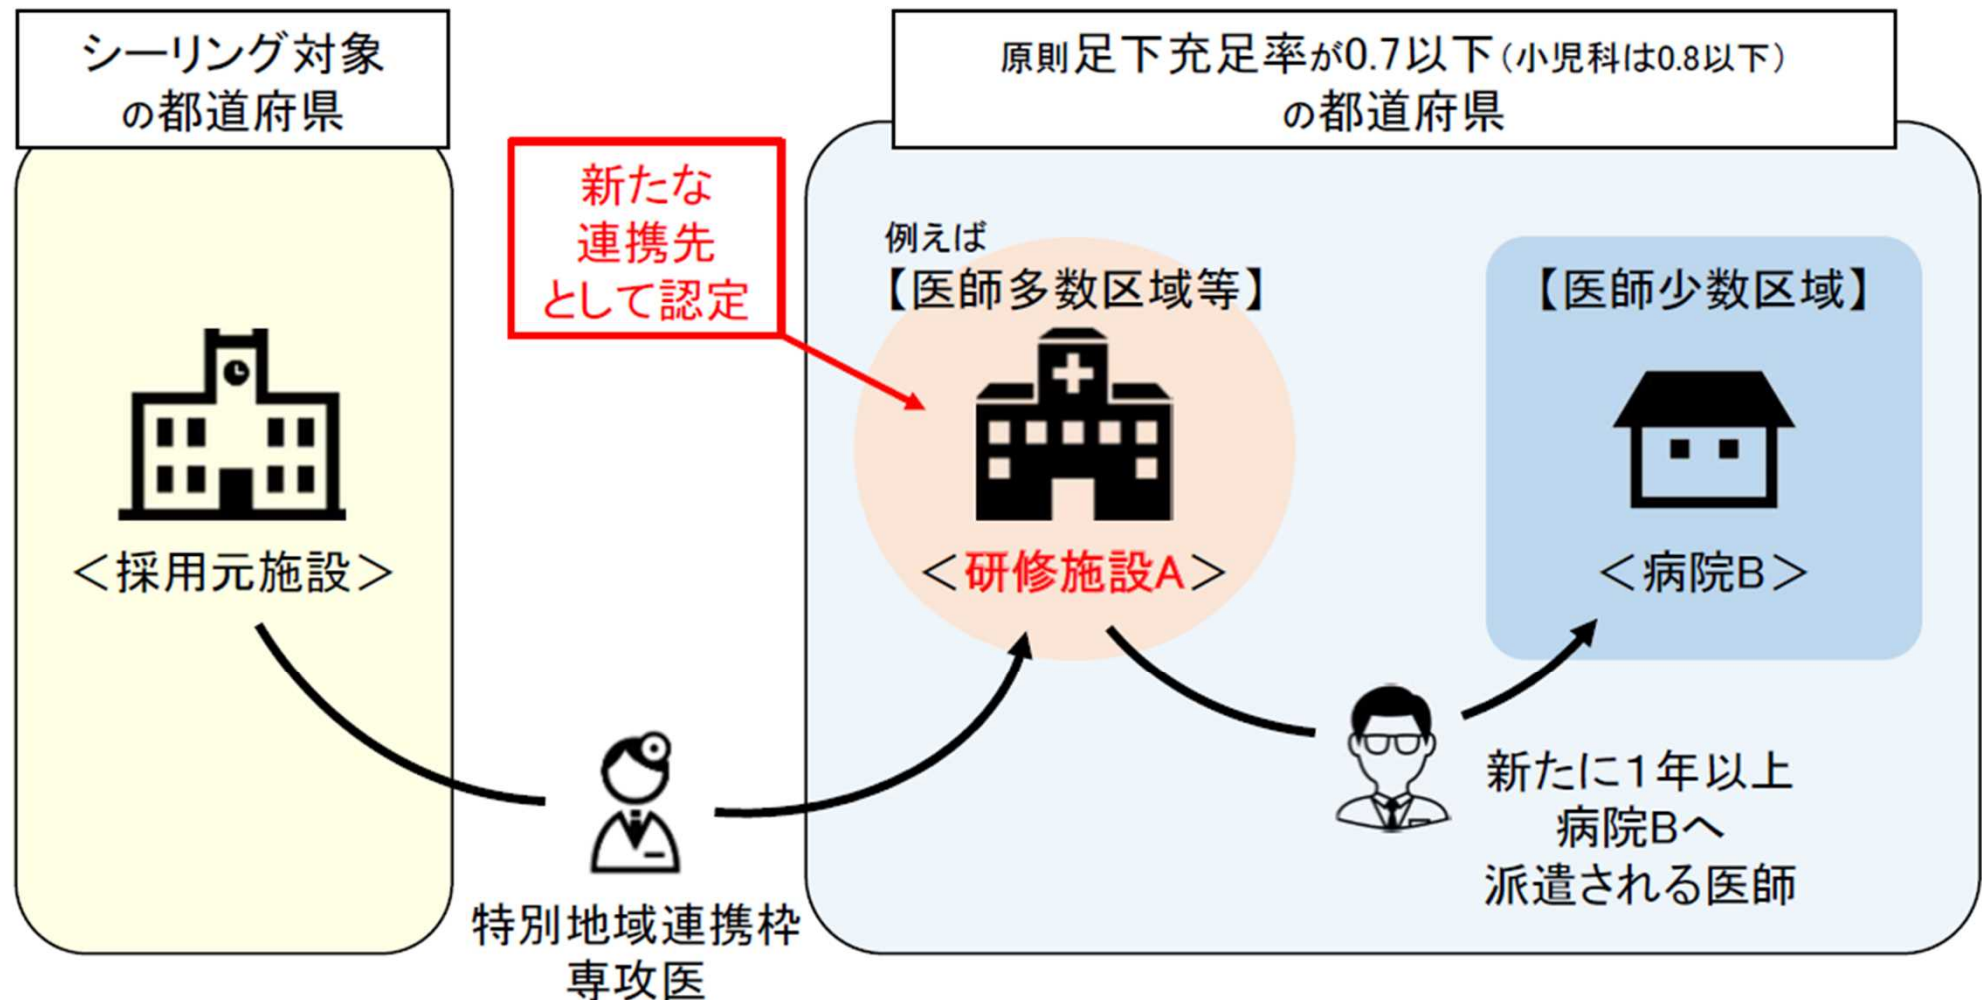 シーリング対象
の都道府県
原則足下充足率が0.7以下(小児科は0.8以下)
の都道府県
新たな
連携先
として認定
例えば
【医師多数区域等】
【医師少数区域】
＜採用元施設＞
＜研修施設A＞
＜病院B＞
特別地域連携枠
専攻医
新たに１年以上
病院Bへ
派遣される医師